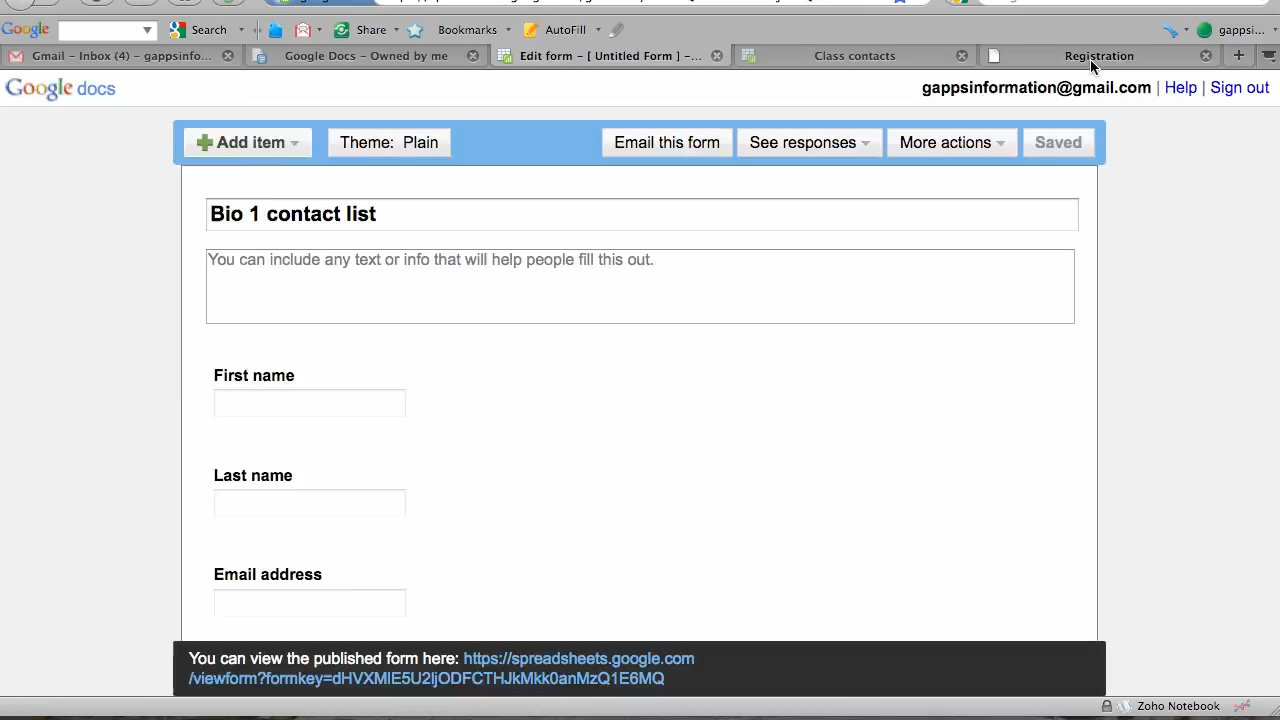 Google Search Share Bookmarks AutoFill gappsi...
Gmail – Inbox (4) – gappsinfo... Google Docs – Owned by me Edit form – [ Untitled Form ] –... Class contacts Registration
Google docs gappsinformation@gmail.com | Help | Sign out
Add item Theme: Plain Email this form See responses More actions Saved
Bio 1 contact list
You can include any text or info that will help people fill this out.
First name
Last name
Email address
You can view the published form here: https://spreadsheets.google.com
Zoho Notebook